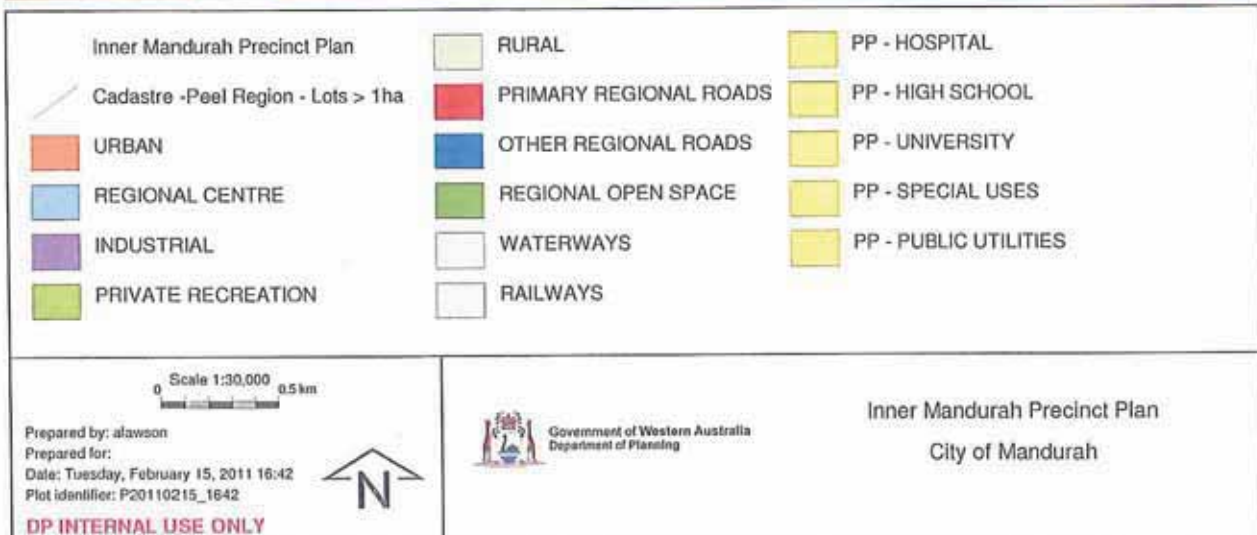 Inner Mandurah Precinct Plan
Cadastre -Peel Region - Lots > 1ha
URBAN
REGIONAL CENTRE
INDUSTRIAL
PRIVATE RECREATION
RURAL
PRIMARY REGIONAL ROADS
OTHER REGIONAL ROADS
REGIONAL OPEN SPACE
WATERWAYS
RAILWAYS
PP - HOSPITAL
PP - HIGH SCHOOL
PP - UNIVERSITY
PP - SPECIAL USES
PP - PUBLIC UTILITIES
Scale 1:30,000
0 0.5 km
Prepared by: alawson
Prepared for:
Date: Tuesday, February 15, 2011 16:42
Plot identifier: P20110215_1642
DP INTERNAL USE ONLY
N
Government of Western Australia
Department of Planning
Inner Mandurah Precinct Plan
City of Mandurah